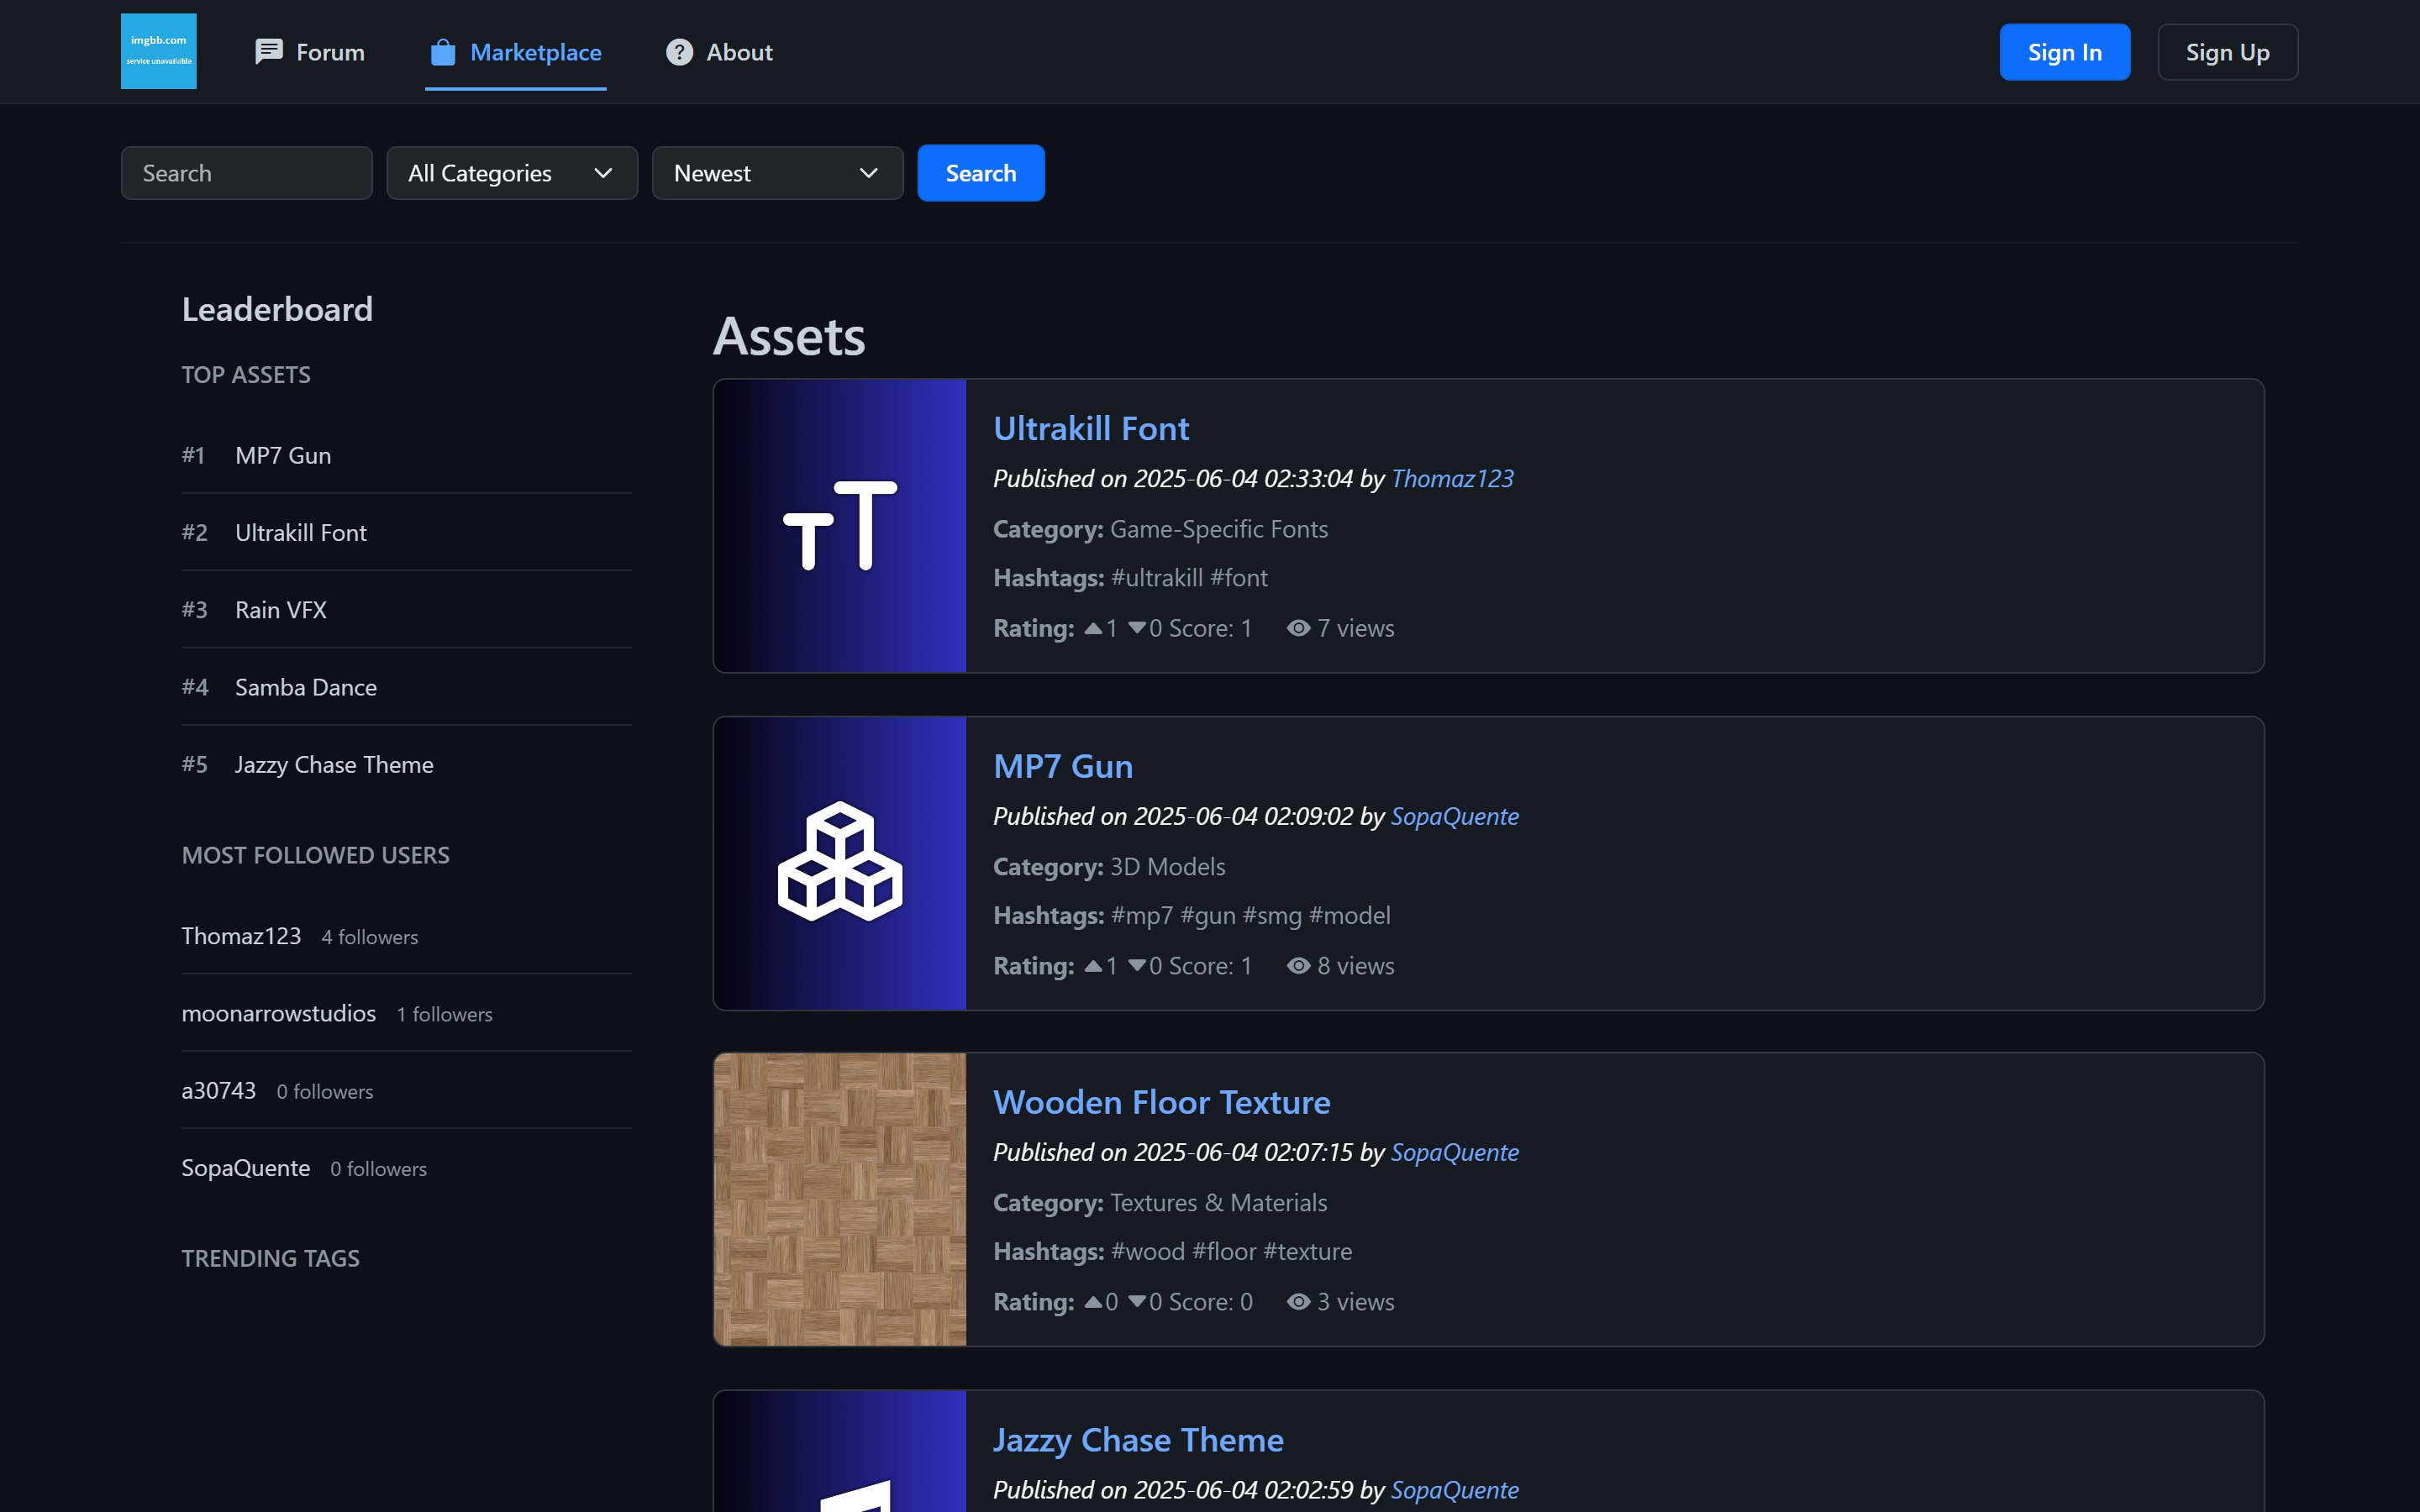 imgbb.com
service unavailable
Forum
Marketplace
About
Sign In
Sign Up
Search
All Categories
Newest
Search
Leaderboard
TOP ASSETS
#1 MP7 Gun
#2 Ultrakill Font
#3 Rain VFX
#4 Samba Dance
#5 Jazzy Chase Theme
MOST FOLLOWED USERS
Thomaz123 4 followers
moonarrowstudios 1 followers
a30743 0 followers
SopaQuente 0 followers
TRENDING TAGS
Assets
Ultrakill Font
Published on 2025-06-04 02:33:04 by Thomaz123
Category: Game-Specific Fonts
Hashtags: #ultrakill #font
Rating: 1 0 Score: 1 7 views
MP7 Gun
Published on 2025-06-04 02:09:02 by SopaQuente
Category: 3D Models
Hashtags: #mp7 #gun #smg #model
Rating: 1 0 Score: 1 8 views
Wooden Floor Texture
Published on 2025-06-04 02:07:15 by SopaQuente
Category: Textures & Materials
Hashtags: #wood #floor #texture
Rating: 0 0 Score: 0 3 views
Jazzy Chase Theme
Published on 2025-06-04 02:02:59 by SopaQuente